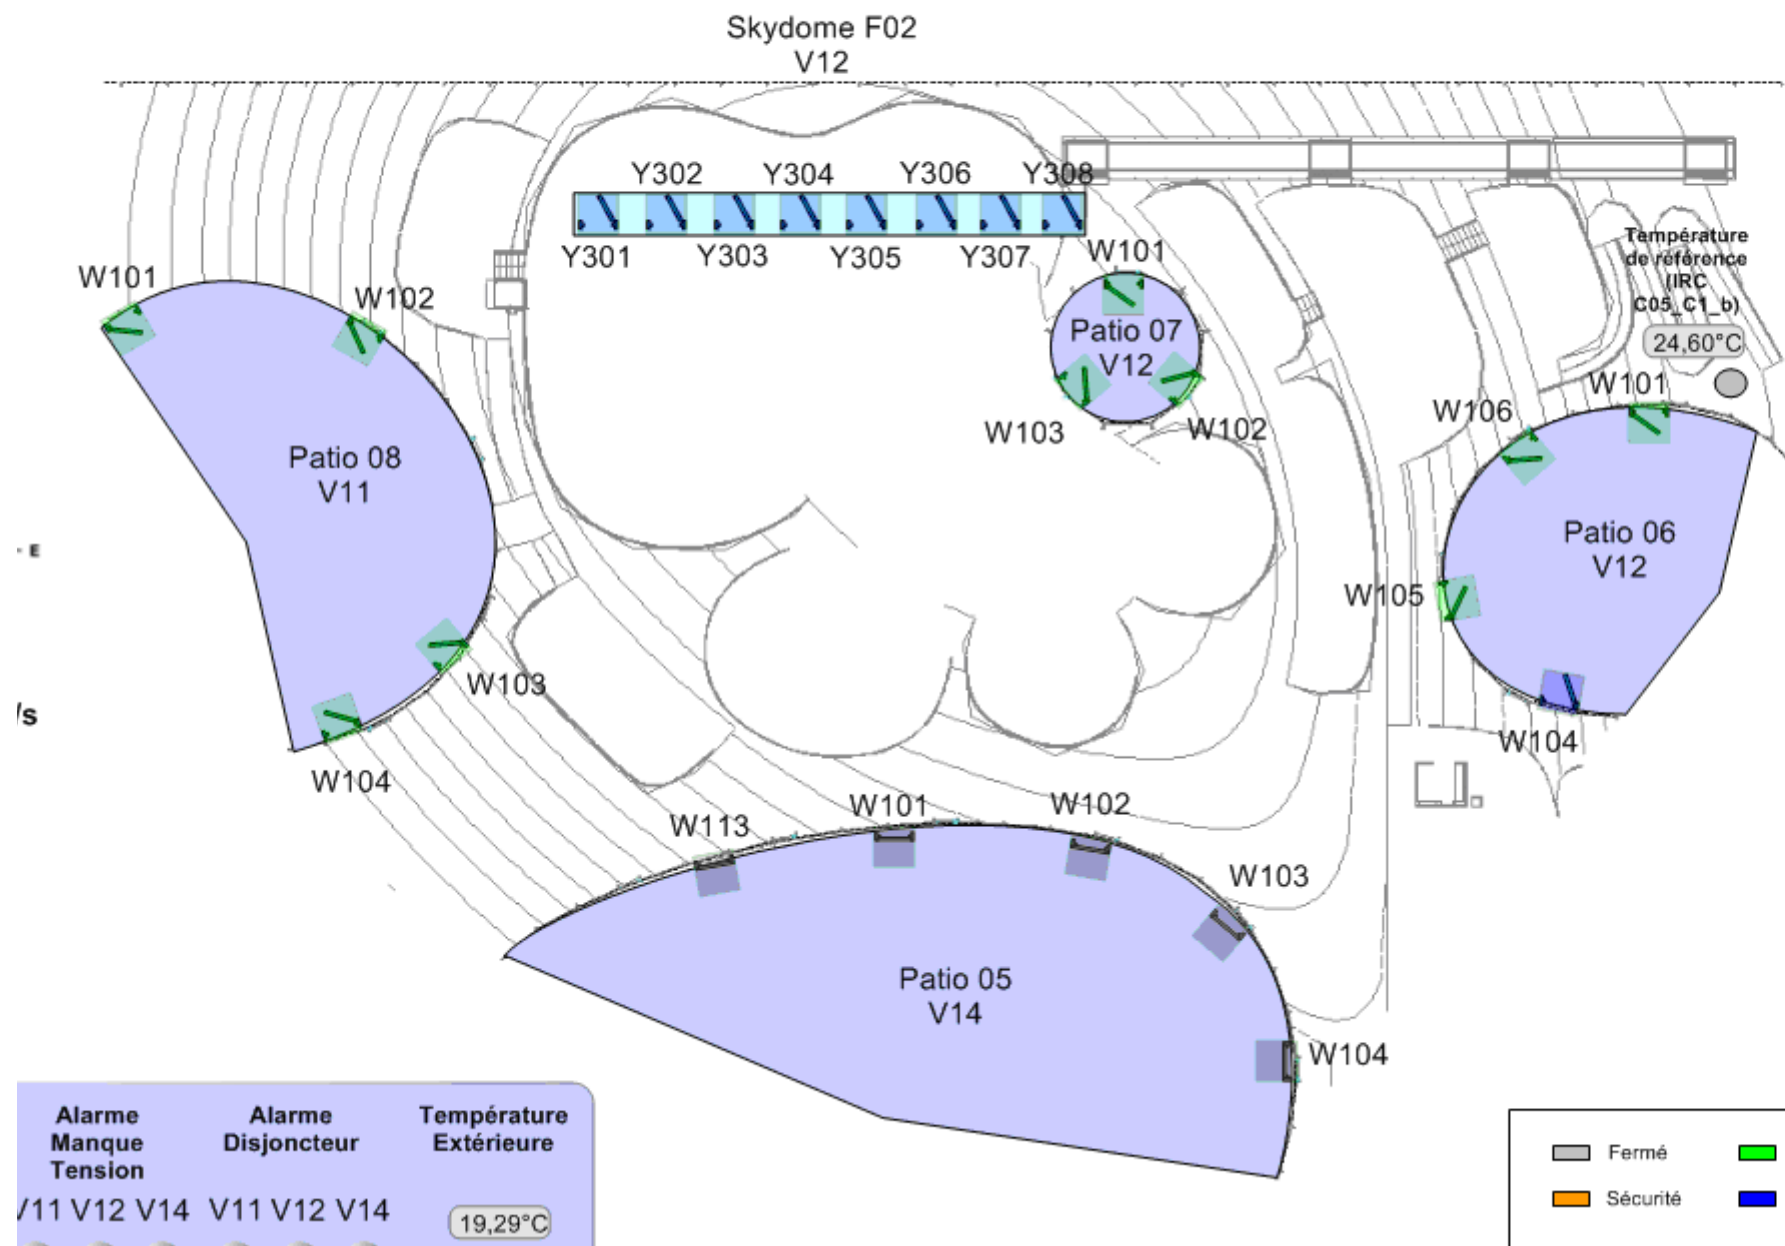 Skydome F02
V12
Y302
Y304
Y306
Y308
Y301
Y303
Y305
Y307
W101
W101
W102
Température
de référence
(IRC
C05_C1_b)
24,60°C
Patio 07
V12
W103
W102
W101
W106
Patio 08
V11
Patio 06
V12
E
W105
W103
/s
W104
W104
W101
W102
W113
W103
Patio 05
V14
W104
Alarme
Manque
Tension
V11 V12 V14
Alarme
Disjoncteur
V11 V12 V14
Température
Extérieure
19,29°C
Fermé
Sécurité